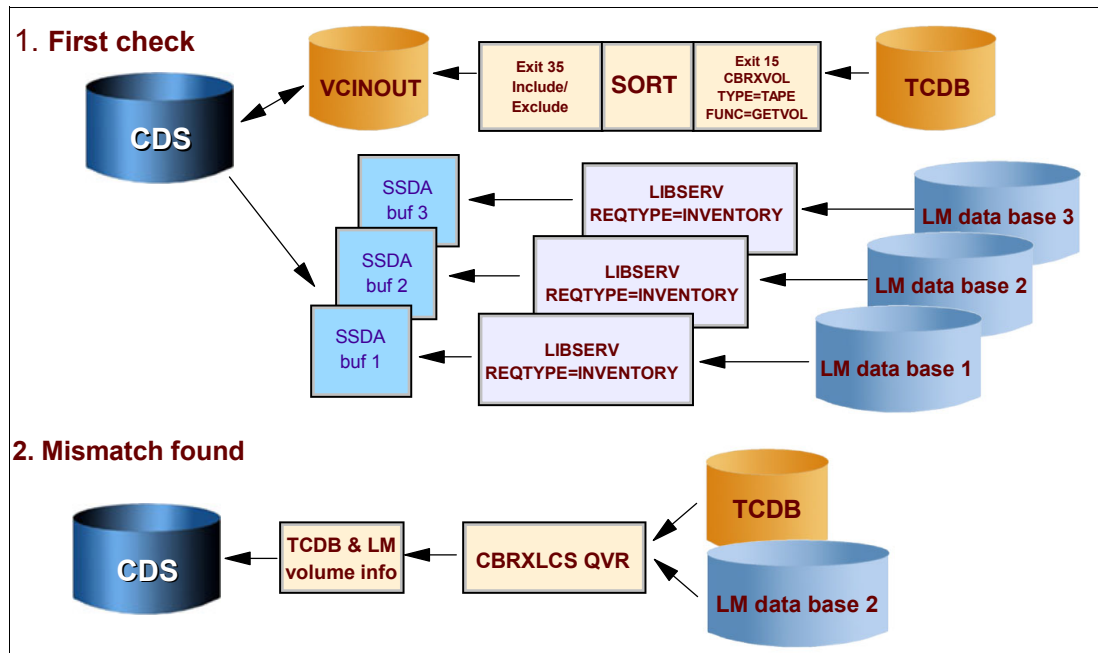 1. First check
CDS
VCINOUT
Exit 35
Include/
Exclude
SORT
Exit 15
CBRXVOL
TYPE=TAPE
FUNC=GETVOL
TCDB
SSDA
buf 3
LIBSERV
REQTYPE=INVENTORY
LM data base 3
SSDA
buf 2
LIBSERV
REQTYPE=INVENTORY
LM data base 2
SSDA
buf 1
LIBSERV
REQTYPE=INVENTORY
LM data base 1
2. Mismatch found
CDS
TCDB & LM
volume info
CBRXLCS QVR
TCDB
LM data base 2